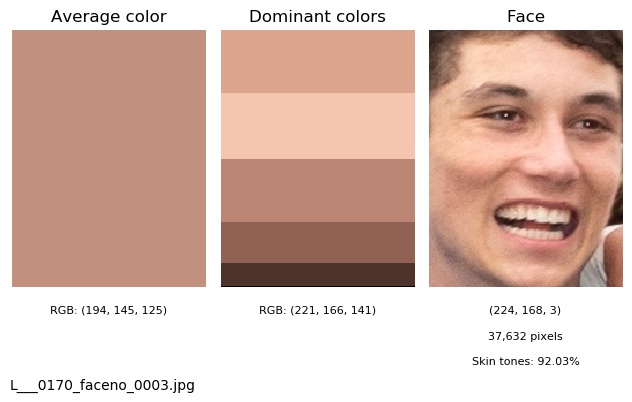 Average color
Dominant colors
Face
RGB: (194, 145, 125)
RGB: (221, 166, 141)
(224, 168, 3)
37,632 pixels
Skin tones: 92.03%
L___0170_faceno_0003.jpg